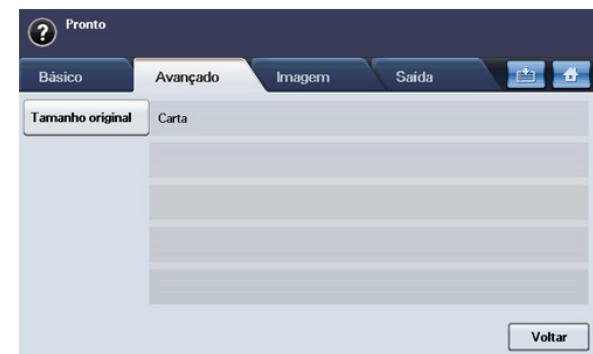 ? Pronto
Básico Avançado Imagem Saída
Tamanho original Carta
Voltar